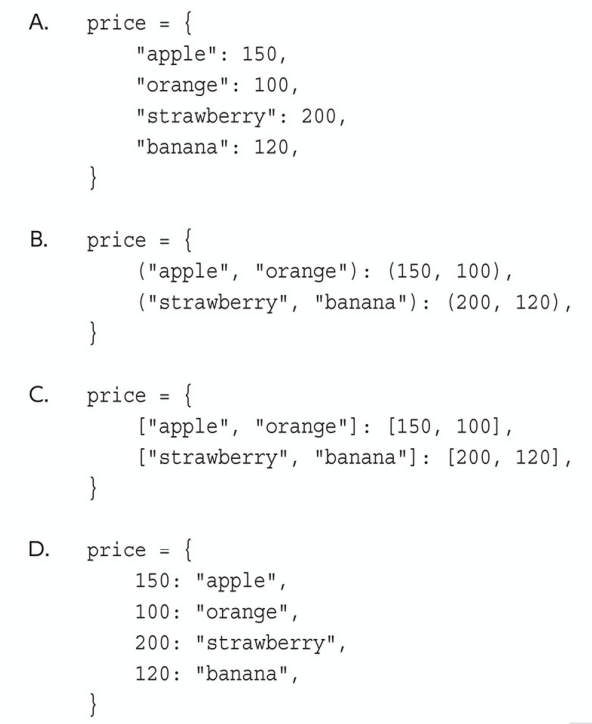 A. price = {
"apple": 150,
"orange": 100,
"strawberry": 200,
"banana": 120,
}
B. price = {
("apple", "orange"): (150, 100),
("strawberry", "banana"): (200, 120),
}
C. price = {
["apple", "orange"]: [150, 100],
["strawberry", "banana"]: [200, 120],
}
D. price = {
150: "apple",
100: "orange",
200: "strawberry",
120: "banana",
}